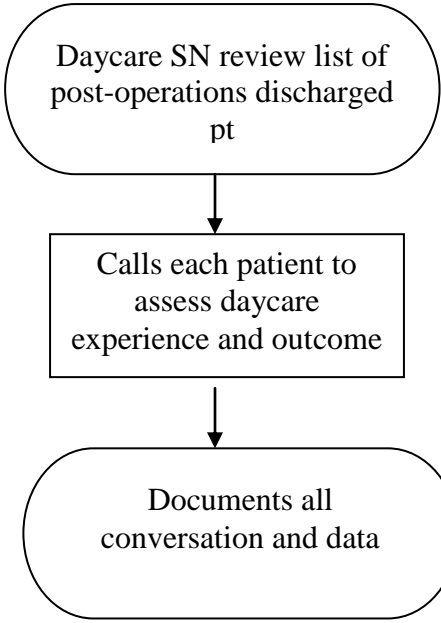 Daycare SN review list of
post-operations discharged
pt
Calls each patient to
assess daycare
experience and outcome
Documents all
conversation and data